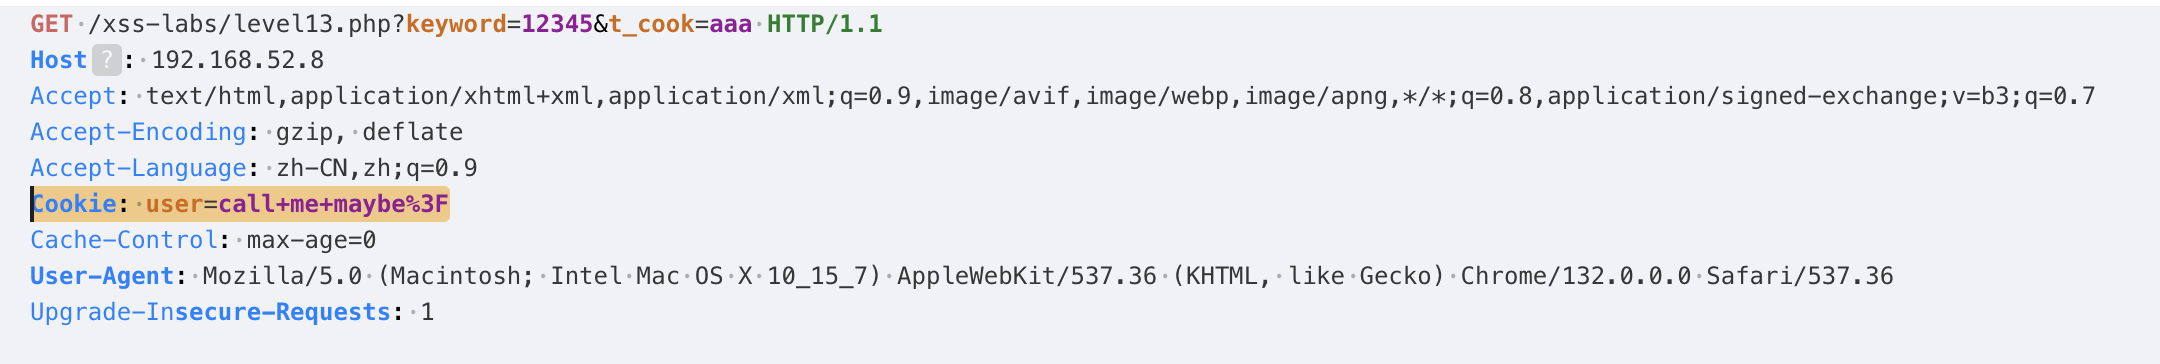 GET /xss-labs/level13.php?keyword=12345&t_cook=aaa HTTP/1.1
Host ? : 192.168.52.8
Accept: text/html,application/xhtml+xml,application/xml;q=0.9,image/avif,image/webp,image/apng,*/*;q=0.8,application/signed-exchange;v=b3;q=0.7
Accept-Encoding: gzip, deflate
Accept-Language: zh-CN,zh;q=0.9
Cookie: user=call+me+maybe%3F
Cache-Control: max-age=0
User-Agent: Mozilla/5.0 (Macintosh; Intel Mac OS X 10_15_7) AppleWebKit/537.36 (KHTML, like Gecko) Chrome/132.0.0.0 Safari/537.36
Upgrade-Insecure-Requests: 1